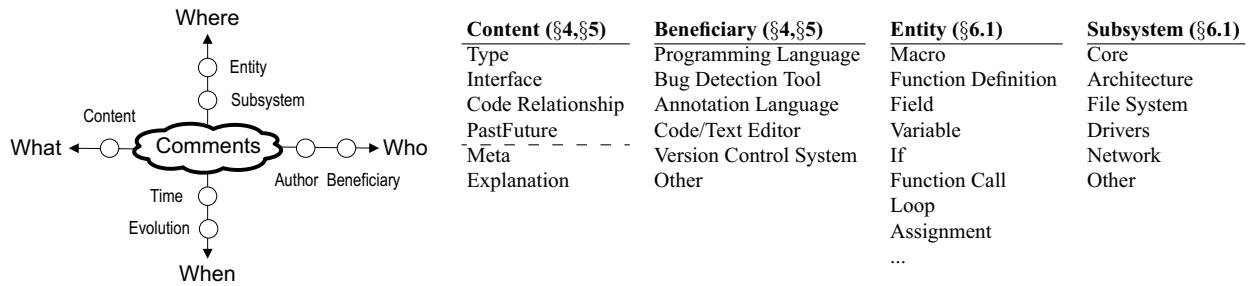 Where
Entity
Subsystem
Content
What
Comments
Who
Author Beneficiary
Time
Evolution
When
Content (§4,§5) Beneficiary (§4,§5) Entity (§6.1) Subsystem (§6.1)
Type Programming Language Macro Core
Interface Bug Detection Tool Function Definition Architecture
Code Relationship Annotation Language Field File System
PastFuture Code/Text Editor Variable Drivers
Meta Version Control System If Network
Explanation Other Function Call Other
Loop
Assignment
...